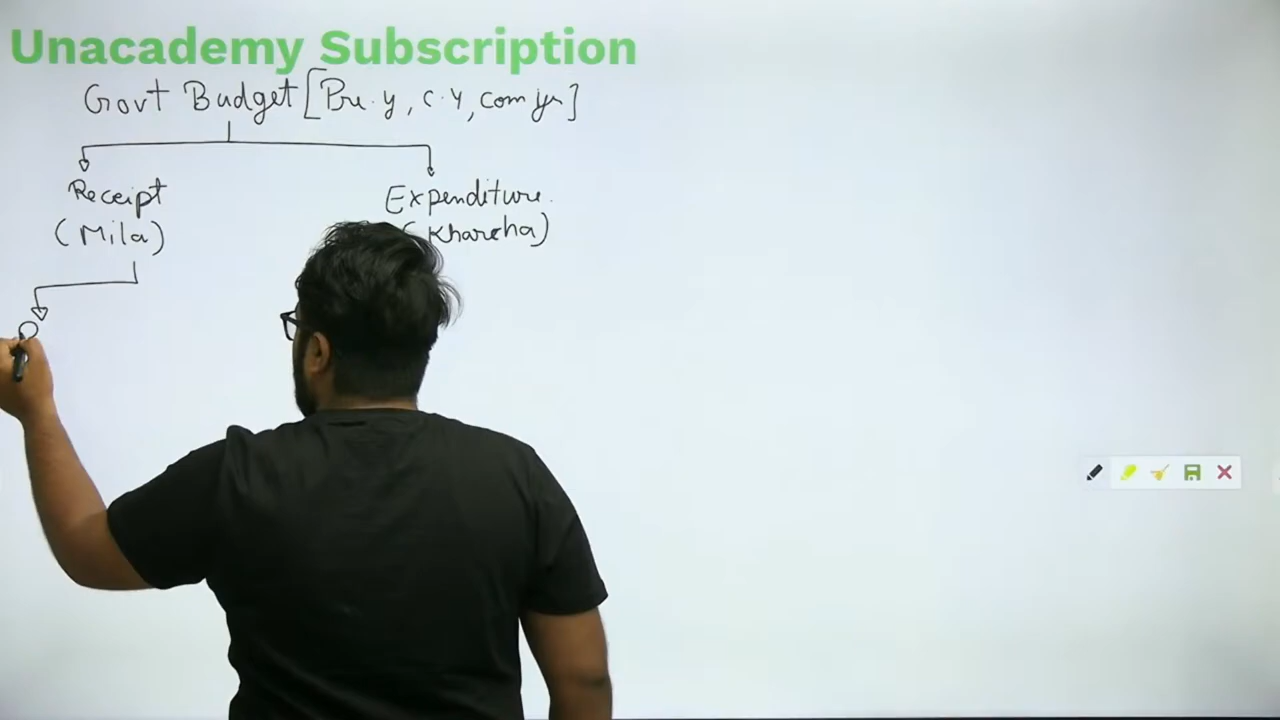 Unacademy Subscription
Govt Budget [Pre.y, C.Y, com yr]
Receipt
(Mila)
Expenditure.
(Kharcha)